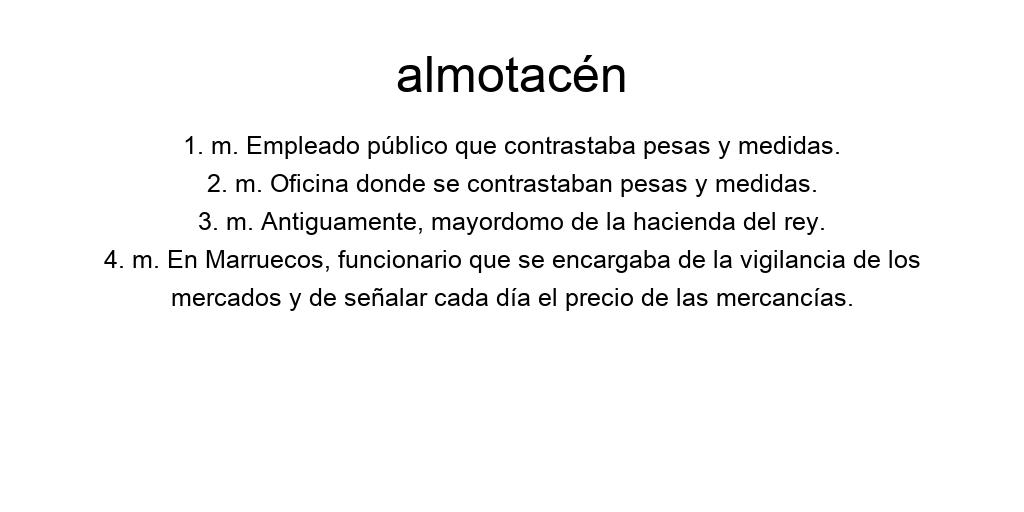 almotacén
1. m. Empleado público que contrastaba pesas y medidas.
2. m. Oficina donde se contrastaban pesas y medidas.
3. m. Antiguamente, mayordomo de la hacienda del rey.
4. m. En Marruecos, funcionario que se encargaba de la vigilancia de los
mercados y de señalar cada día el precio de las mercancías.